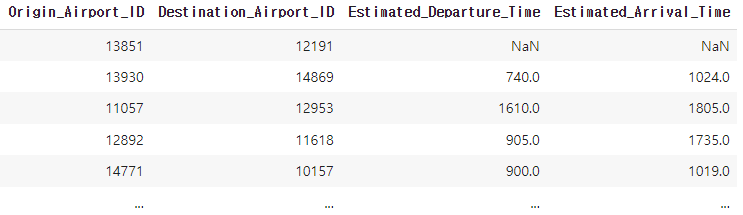 Origin_Airport_ID Destination_Airport_ID Estimated_Departure_Time Estimated_Arrival_Time
13851 12191 NaN NaN
13930 14869 740.0 1024.0
11057 12953 1610.0 1805.0
12892 11618 905.0 1735.0
14771 10157 900.0 1019.0
... ... ... ...